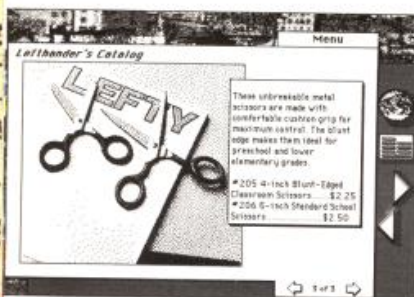 Menu
Lefthander's Catalog
LEFTY
These unbreakable metal
scissors are made with
comfortable cushion grip for
maximum control. The blunt
edge makes them ideal for
preschool and lower
elementary grades.
#205 4-inch Blunt-Edged
Classroom Scissors.....$2.25
#206 5-inch Standard School
Scissors..............$2.50
3 of 3